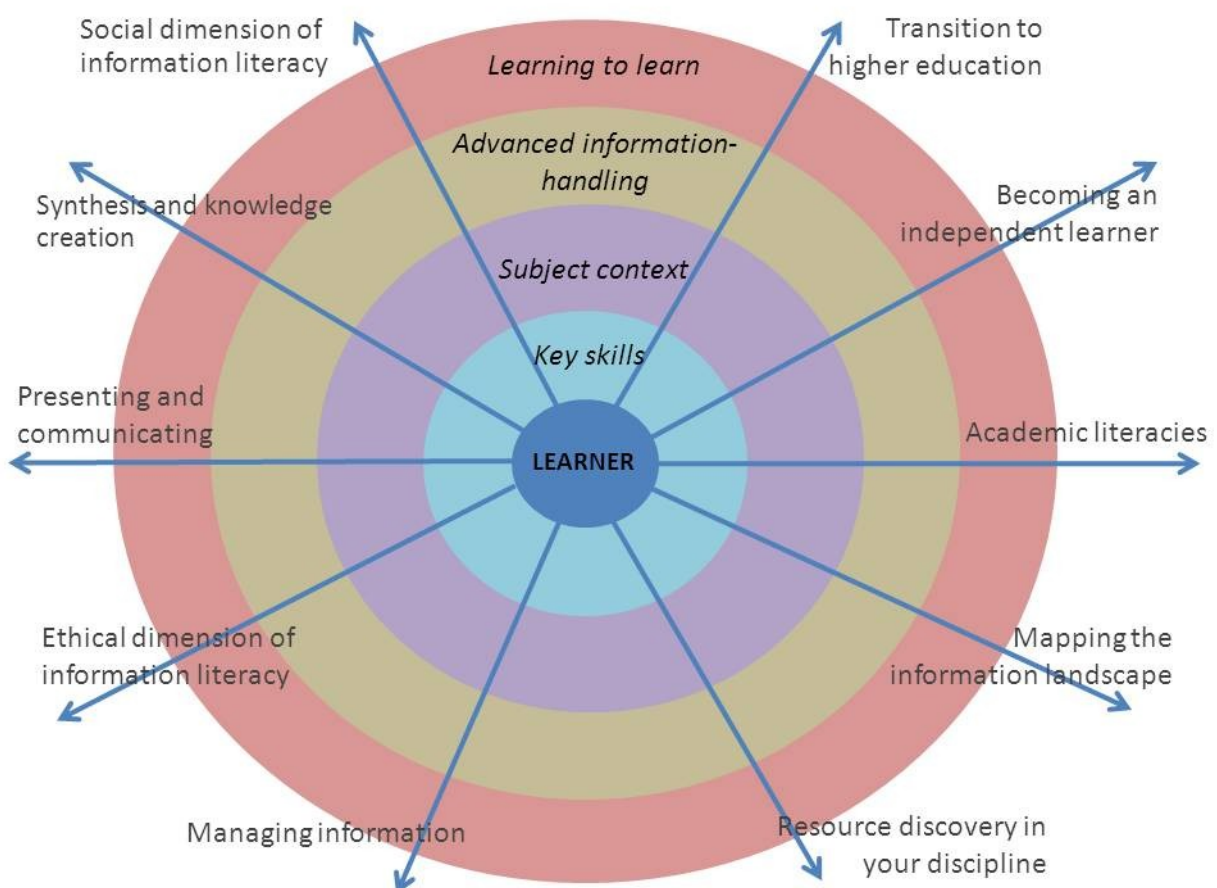 Social dimension of
information literacy
Transition to
higher education
Learning to learn
Advanced information-
handling
Synthesis and knowledge
creation
Becoming an
independent learner
Subject context
Key skills
Presenting and
communicating
LEARNER
Academic literacies
Ethical dimension of
information literacy
Mapping the
information landscape
Managing information
Resource discovery in
your discipline